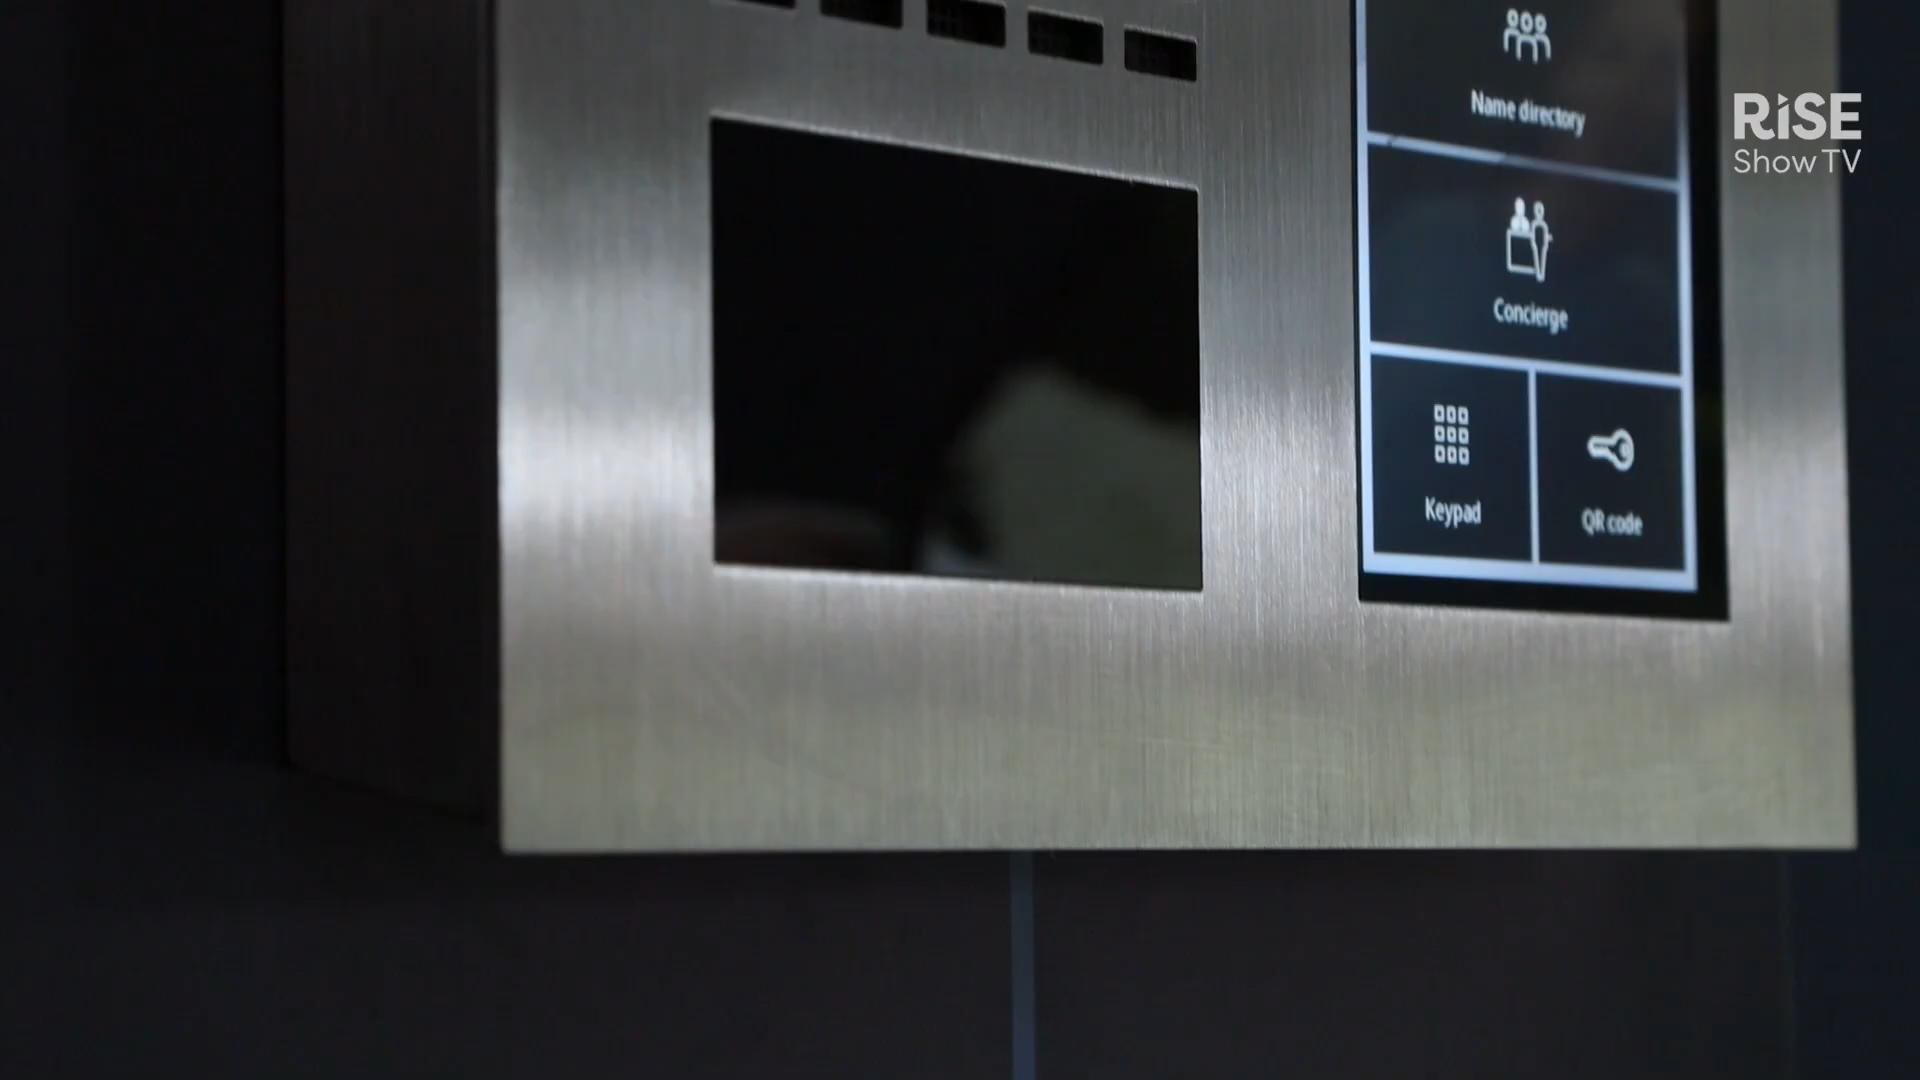 Name directory
RiSE
Show TV
Concierge
Keypad
QR code